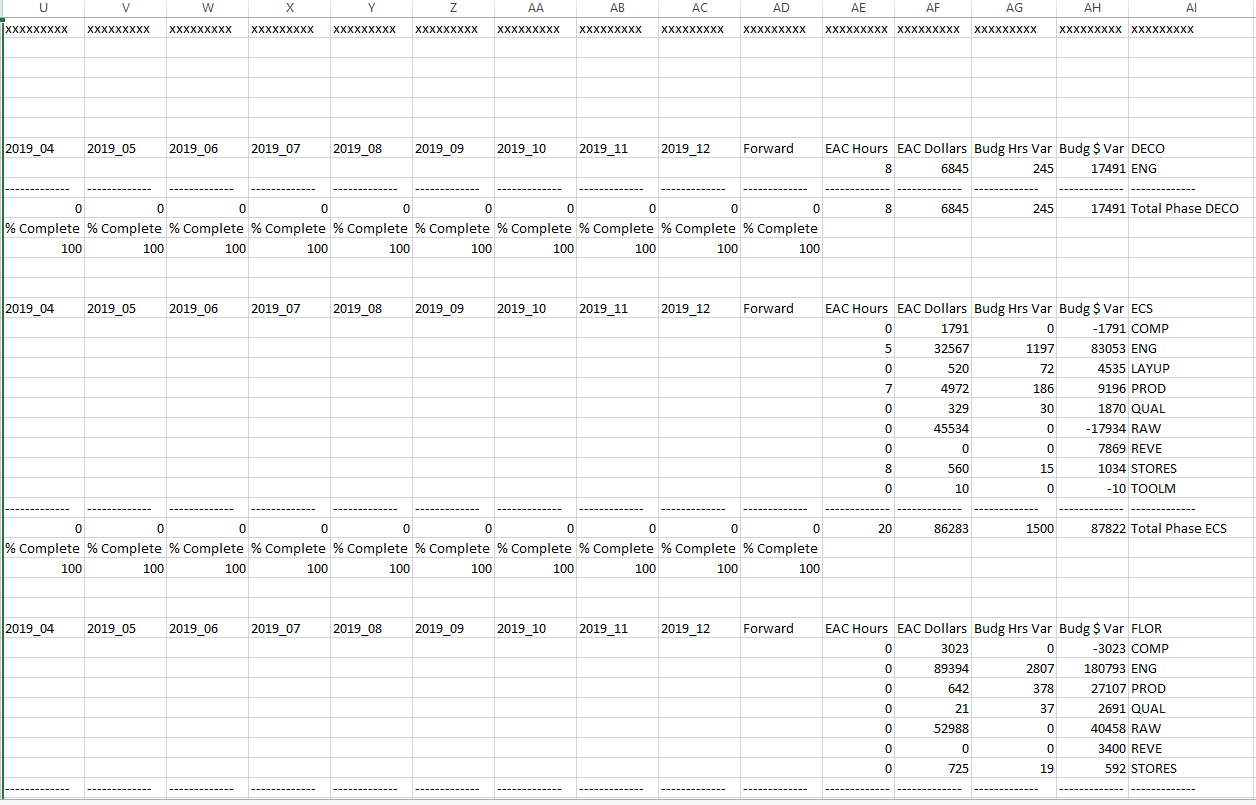 U V W X Y Z AA AB AC AD AE AF AG AH AI
xxxxxxxxx xxxxxxxxx xxxxxxxxx xxxxxxxxx xxxxxxxxx xxxxxxxxx xxxxxxxxx xxxxxxxxx xxxxxxxxx xxxxxxxxx xxxxxxxxx xxxxxxxxx xxxxxxxxx xxxxxxxxx xxxxxxxxx
2019_04 2019_05 2019_06 2019_07 2019_08 2019_09 2019_10 2019_11 2019_12 Forward EAC Hours EAC Dollars Budg Hrs Var Budg $ Var DECO
8 6845 245 17491 ENG
------------- ------------- ------------- ------------- ------------- ------------- ------------- ------------- ------------- ------------- ------------- ------------- ------------- ------------- -------------
0 0 0 0 0 0 0 0 0 0 8 6845 245 17491 Total Phase DECO
% Complete % Complete % Complete % Complete % Complete % Complete % Complete % Complete % Complete % Complete
100 100 100 100 100 100 100 100 100 100
2019_04 2019_05 2019_06 2019_07 2019_08 2019_09 2019_10 2019_11 2019_12 Forward EAC Hours EAC Dollars Budg Hrs Var Budg $ Var ECS
0 1791 0 -1791 COMP
5 32567 1197 83053 ENG
0 520 72 4535 LAYUP
7 4972 186 9196 PROD
0 329 30 1870 QUAL
0 45534 0 -17934 RAW
0 0 0 7869 REVE
8 560 15 1034 STORES
0 10 0 -10 TOOLM
------------- ------------- ------------- ------------- ------------- ------------- ------------- ------------- ------------- ------------- ------------- ------------- ------------- ------------- -------------
0 0 0 0 0 0 0 0 0 0 20 86283 1500 87822 Total Phase ECS
% Complete % Complete % Complete % Complete % Complete % Complete % Complete % Complete % Complete % Complete
100 100 100 100 100 100 100 100 100 100
2019_04 2019_05 2019_06 2019_07 2019_08 2019_09 2019_10 2019_11 2019_12 Forward EAC Hours EAC Dollars Budg Hrs Var Budg $ Var FLOR
0 3023 0 -3023 COMP
0 89394 2807 180793 ENG
0 642 378 27107 PROD
0 21 37 2691 QUAL
0 52988 0 40458 RAW
0 0 0 3400 REVE
0 725 19 592 STORES
------------- ------------- ------------- ------------- ------------- ------------- ------------- ------------- ------------- ------------- ------------- ------------- ------------- ------------- -------------